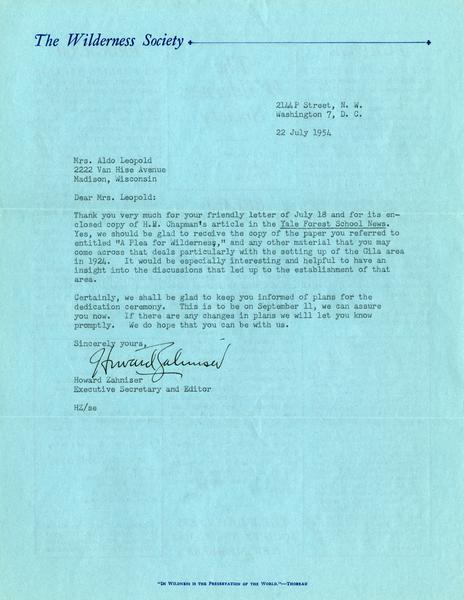 The Wilderness Society
2144 P Street, N. W.
Washington 7, D. C.
22 July 1954
Mrs. Aldo Leopold
2222 Van Hise Avenue
Madison, Wisconsin
Dear Mrs. Leopold:
Thank you very much for your friendly letter of July 18 and for its en-
closed copy of H.H. Chapman's article in the Yale Forest School News.
Yes, we should be glad to receive the copy of the paper you referred to
entitled "A Plea for Wilderness," and any other material that you may
come across that deals particularly with the setting up of the Gila area
in 1924. It would be especially interesting and helpful to have an
insight into the discussions that led up to the establishment of that
area.
Certainly, we shall be glad to keep you informed of plans for the
dedication ceremony. This is to be on September 11, we can assure
you now. If there are any changes in plans we will let you know
promptly. We do hope that you can be with us.
Sincerely yours,
Howard Zahniser
Howard Zahniser
Executive Secretary and Editor
HZ/se
"In Wildness is the Preservation of the World."—Thoreau